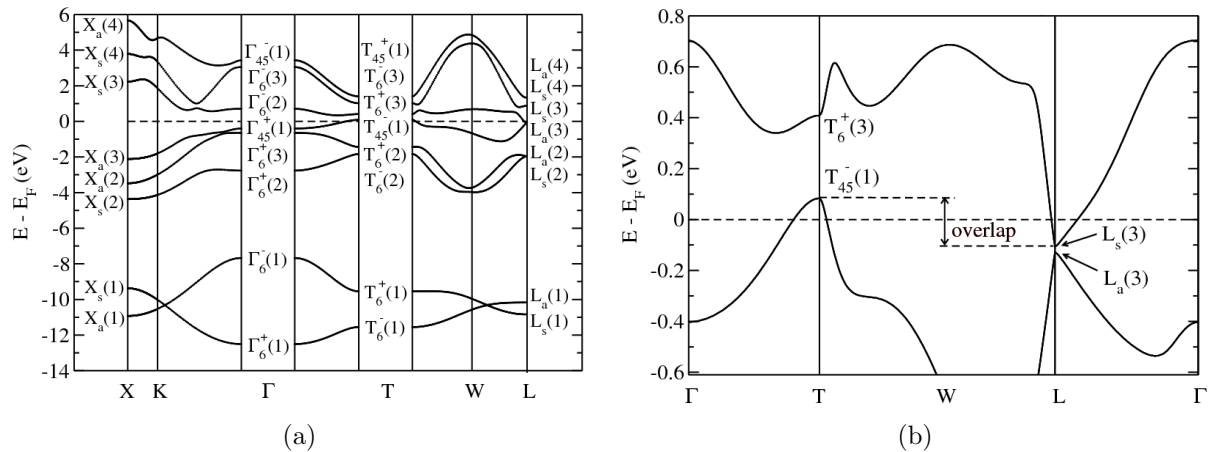 6
4
2
0
-2
-4
-6
-8
-10
-12
-14
E - E_F (eV)
X_a(4)
X_s(4)
X_s(3)
X_a(3)
X_a(2)
X_s(2)
X_s(1)
X_a(1)
Γ_45^-(1)
Γ_6^-(3)
Γ_6^-(2)
Γ_45^+(1)
Γ_6^+(3)
Γ_6^+(2)
Γ_6^-(1)
Γ_6^+(1)
T_45^+(1)
T_6^-(3)
T_6^+(3)
T_45^-(1)
T_6^+(2)
T_6^-(2)
T_6^+(1)
T_6^-(1)
L_a(4)
L_s(4)
L_s(3)
L_a(3)
L_a(2)
L_s(2)
L_a(1)
L_s(1)
X K Γ T W L
(a)
0.8
0.6
0.4
0.2
0
-0.2
-0.4
-0.6
E - E_F (eV)
T_6^+(3)
T_45^-(1)
overlap
L_s(3)
L_a(3)
Γ T W L Γ
(b)